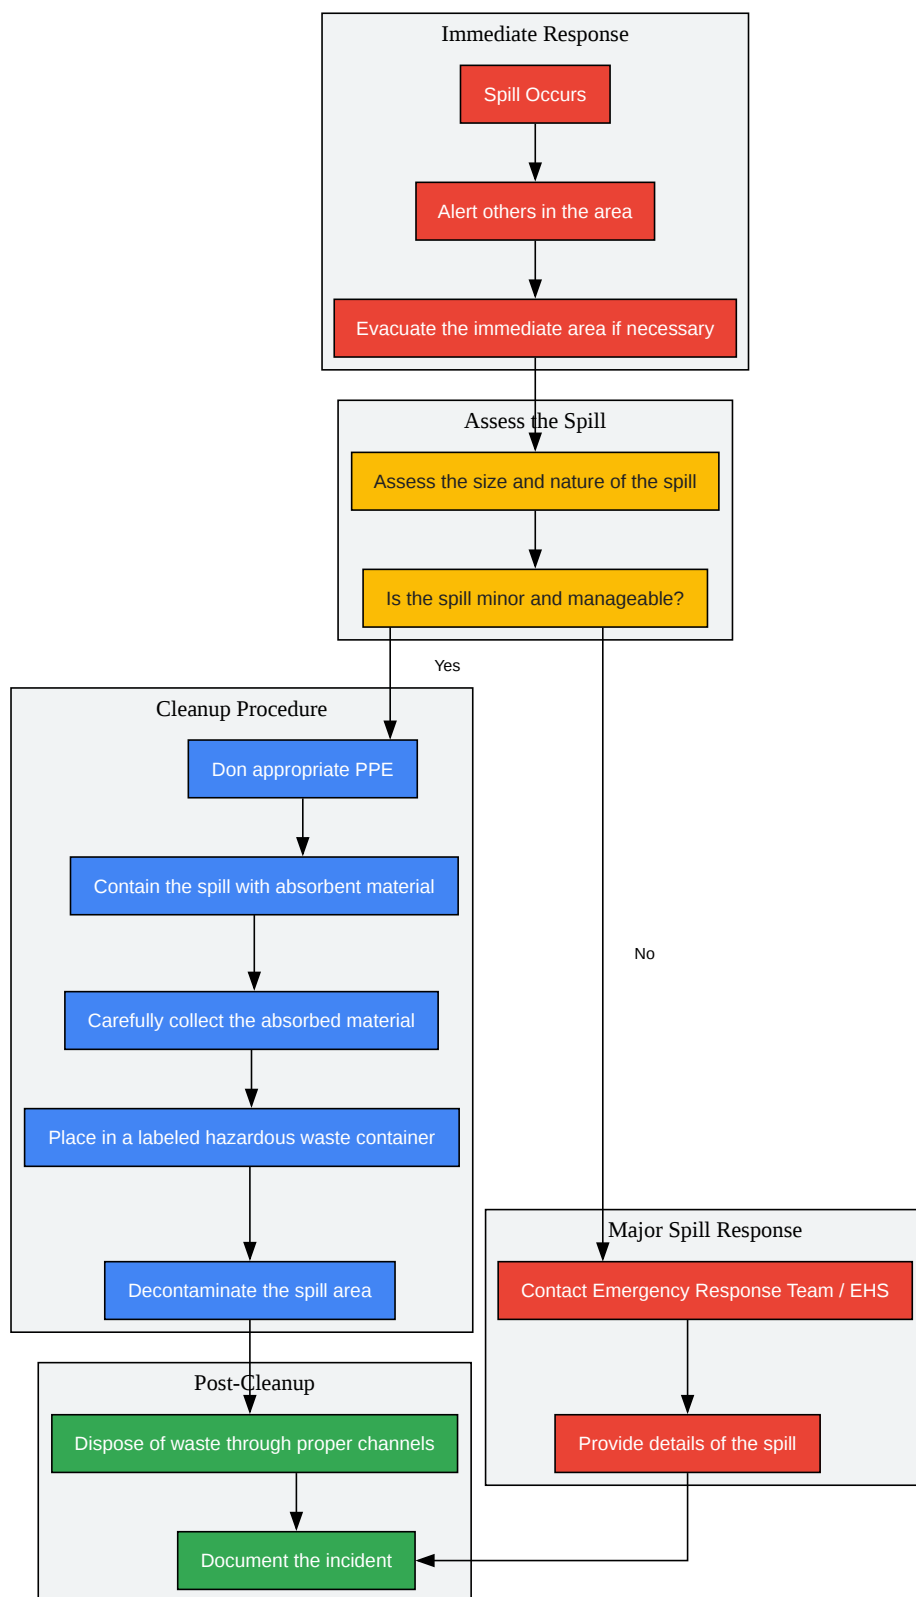 Immediate Response
Spill Occurs
Alert others in the area
Evacuate the immediate area if necessary
Assess the Spill
Assess the size and nature of the spill
Is the spill minor and manageable?
Yes
Cleanup Procedure
Don appropriate PPE
Contain the spill with absorbent material
No
Carefully collect the absorbed material
Place in a labeled hazardous waste container
Decontaminate the spill area
Major Spill Response
Contact Emergency Response Team / EHS
Provide details of the spill
Post-Cleanup
Dispose of waste through proper channels
Document the incident